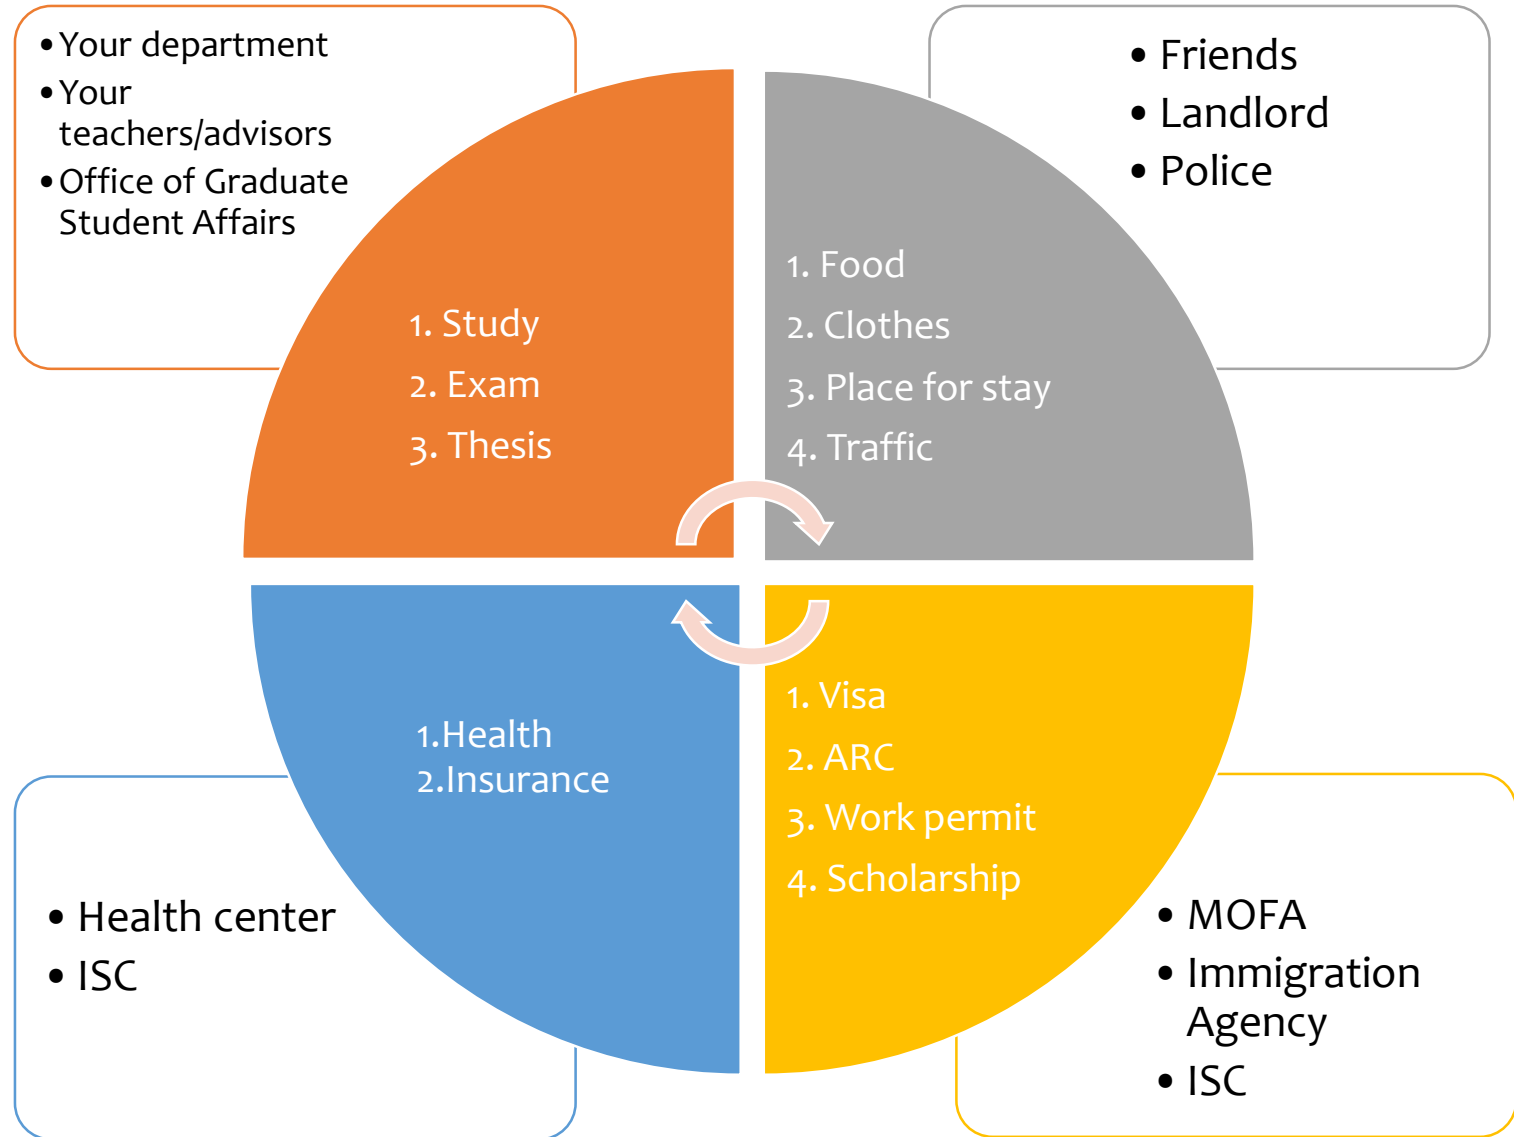 •Your department
•Your
teachers/advisors
•Office of Graduate
Student Affairs
1. Study
2. Exam
3. Thesis
• Friends
• Landlord
• Police
1. Food
2. Clothes
3. Place for stay
4. Traffic
1.Health
2.Insurance
• Health center
• ISC
1. Visa
2. ARC
3. Work permit
4. Scholarship
• MOFA
• Immigration
Agency
• ISC